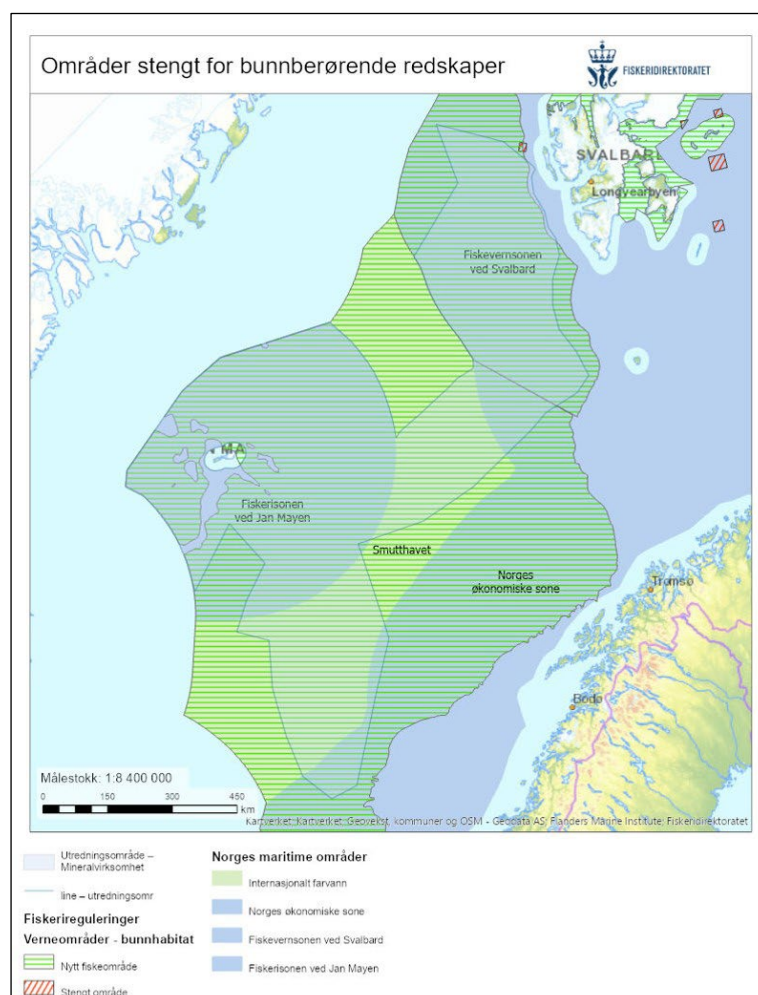 Områder stengt for bunnberørende redskaper
FISKERIDIREKTORATET
SVALBARD
Longyearbyen
Fiskevernsonen
ved Svalbard
MA
Fiskerisonen
ved Jan Mayen
Smutthavet
Norges
økonomiske sone
Tromsø
Bodø
Målestokk: 1:8 400 000
0 75 150 300 450
km
Kartverket, Kartverket, Geovekst, kommuner og OSM - Geodata AS; Flanders Marine Institute; Fiskeridirektoratet
Utredningsområde –
Mineralvirksomhet
line – utredningsomr
Fiskerireguleringer
Verneområder - bunnhabitat
Nytt fiskeområde
Stengt område
Norges maritime områder
Internasjonalt farvann
Norges økonomiske sone
Fiskevernsonen ved Svalbard
Fiskerisonen ved Jan Mayen